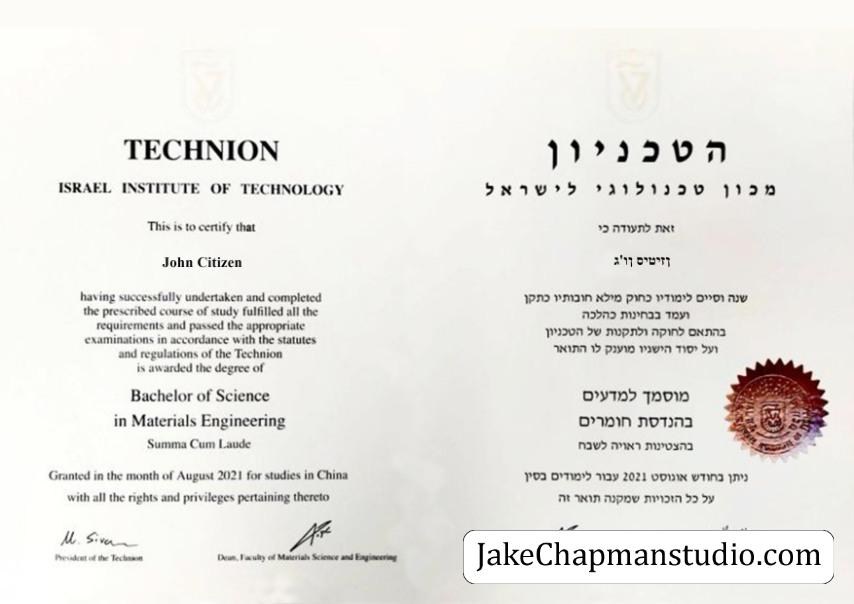 TECHNION
ISRAEL INSTITUTE OF TECHNOLOGY
This is to certify that
John Citizen
having successfully undertaken and completed
the prescribed course of study fulfilled all the
requirements and passed the appropriate
examinations in accordance with the statutes
and regulations of the Technion
is awarded the degree of
Bachelor of Science
in Materials Engineering
Summa Cum Laude
Granted in the month of August 2021 for studies in China
with all the rights and privileges pertaining thereto
M. Sivan
President of the Technion
Dean, Faculty of Materials Science and Engineering
הטכניון
מכון טכנולוגי לישראל
זאת לתעודה כי
ןזיטיס ןו'ג
שנה וסיים לימודיו כחוק מילא חובותיו כתקן
ועמד בבחינות כהלכה
בהתאם לחוקה ולתקנות של הטכניון
ועל יסוד הישגיו מוענק לו התואר
מוסמך למדעים
בהנדסת חומרים
בהצטיינות ראויה לשבח
ניתן בחודש אוגוסט 2021 עבור לימודים בסין
על כל הזכויות שמקנה תואר זה
JakeChapmanstudio.com